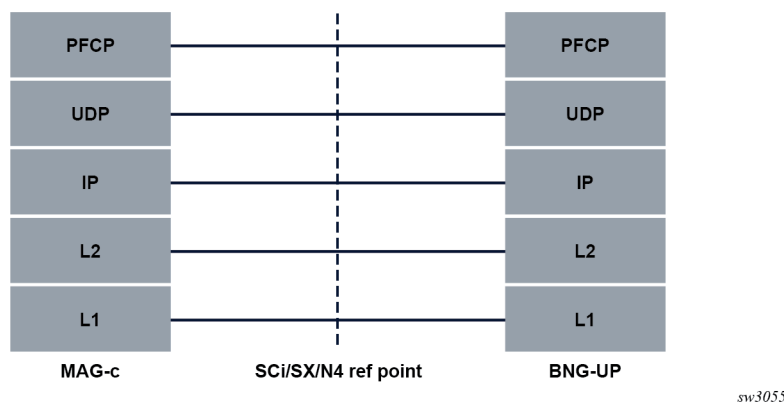 PFCP PFCP
UDP UDP
IP IP
L2 L2
L1 L1
MAG-c SCi/SX/N4 ref point BNG-UP
sw3055